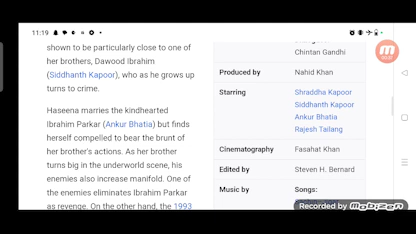 11:19
shown to be particularly close to one of
her brothers, Dawood Ibrahim
(Siddhanth Kapoor), who as he grows up
turns to crime.
Haseena marries the kindhearted
Ibrahim Parkar (Ankur Bhatia) but finds
herself compelled to bear the brunt of
her brother's actions. As her brother
turns big in the underworld scene, his
enemies also increase manifold. One of
the enemies eliminates Ibrahim Parkar
as revenge. On the other hand, the 1993
Chintan Gandhi
Produced by Nahid Khan
Starring Shraddha Kapoor
Siddhanth Kapoor
Ankur Bhatia
Rajesh Tailang
Cinematography Fasahat Khan
Edited by Steven H. Bernard
Music by Songs:
Recorded by Mobizen